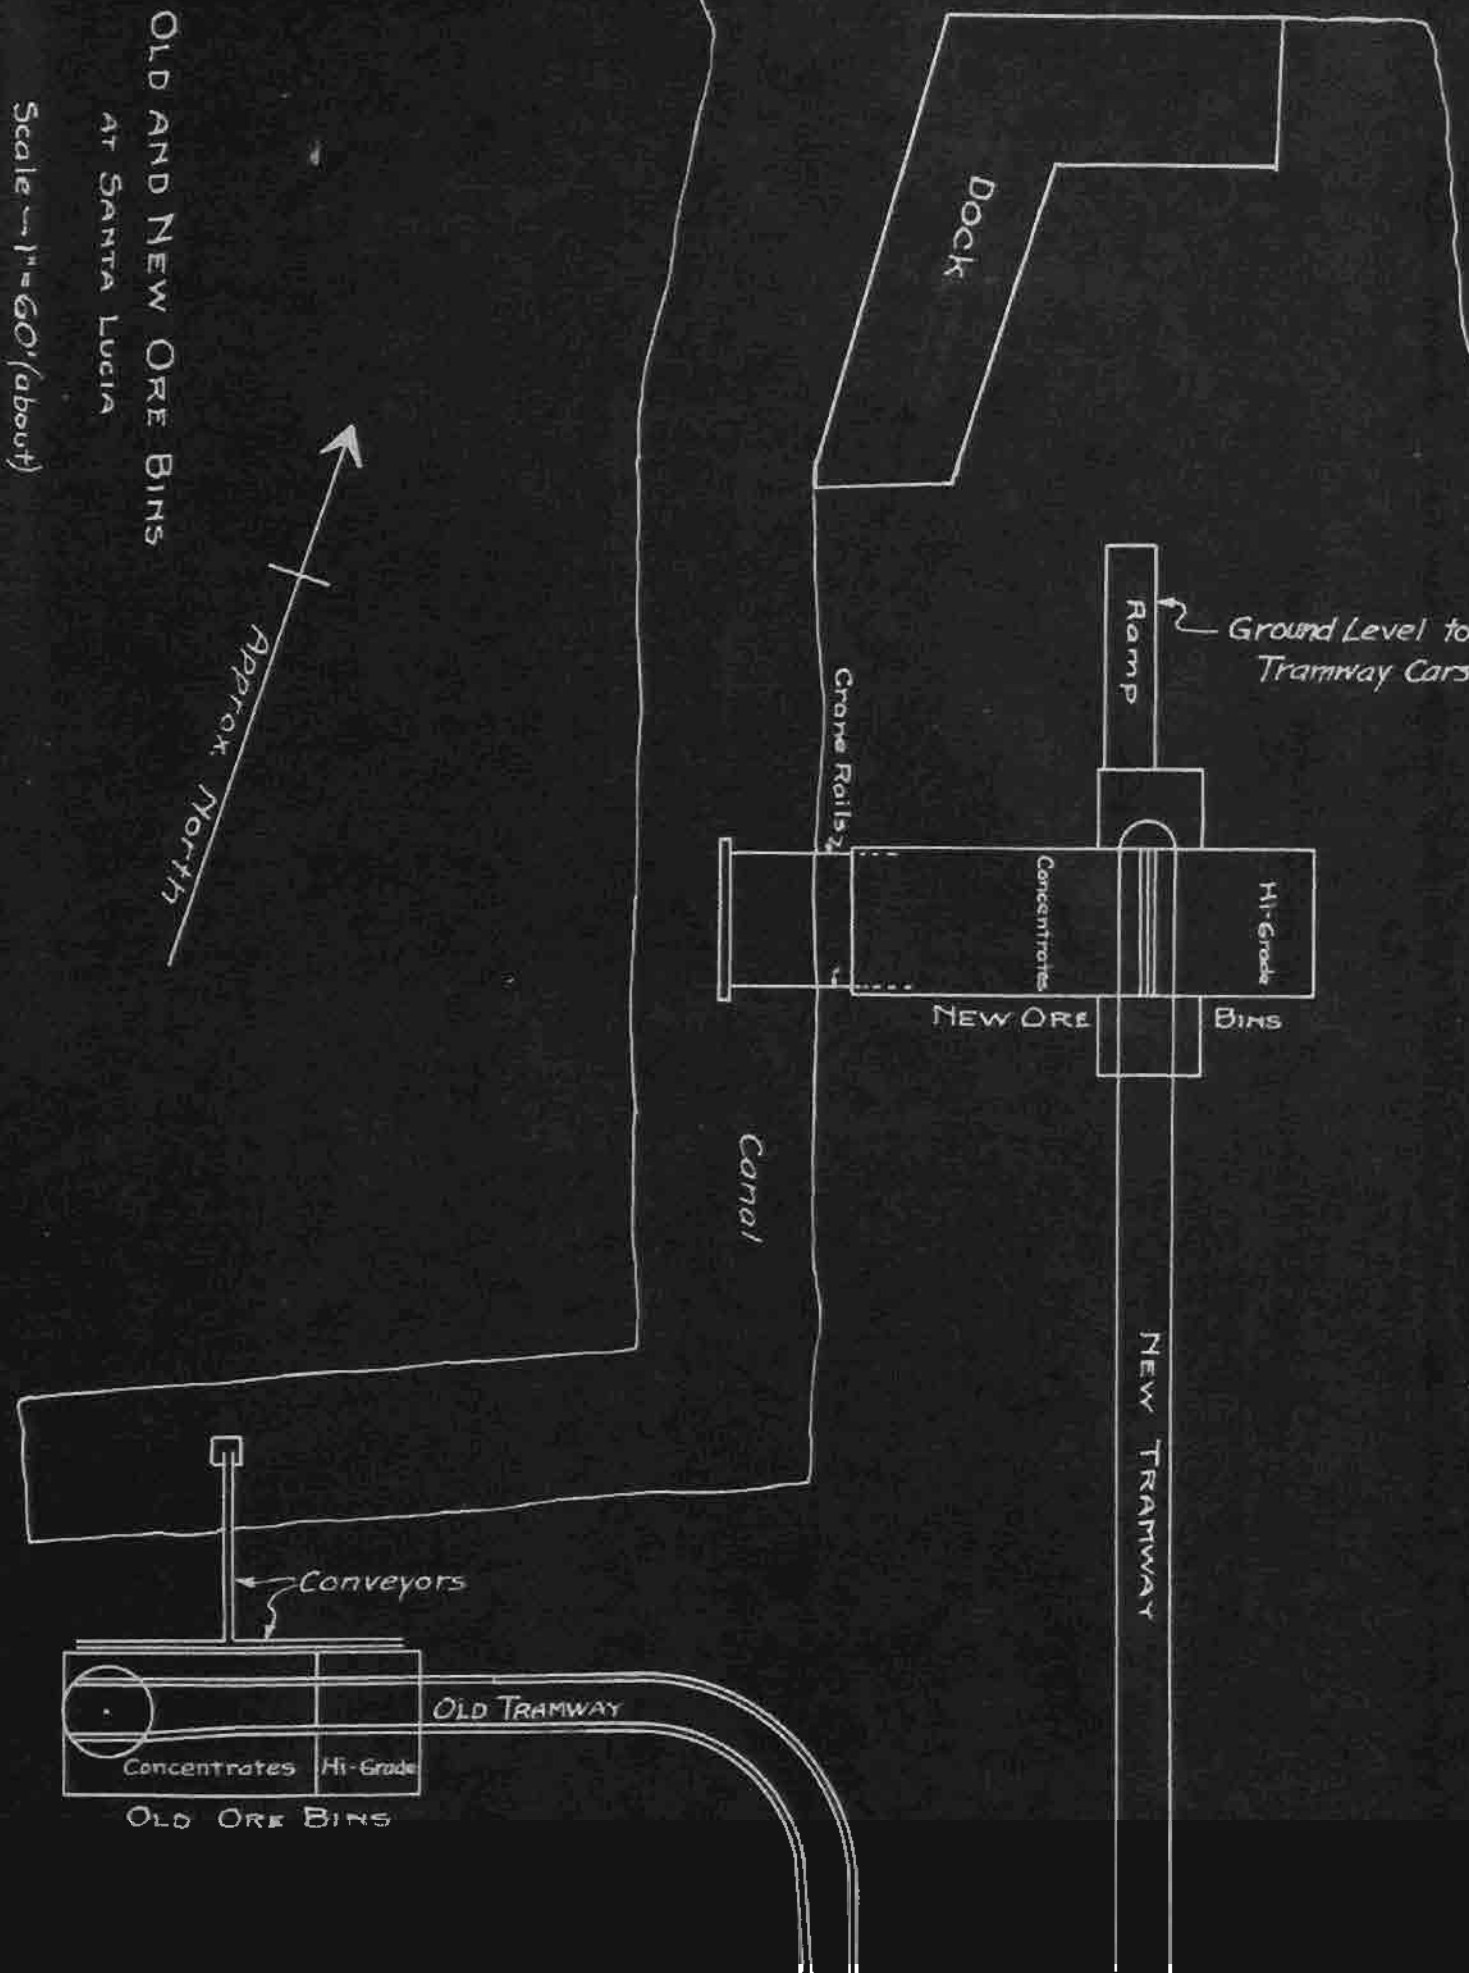 OLD AND NEW ORE BINS
AT SANTA LUCIA
Scale—1"=60'(about)
Approx. North
Dock
Ramp
Ground Level to
Tramway Cars
Crane Rails
Concentrates
Hi-Grade
NEW ORE BINS
Canal
NEW TRAMWAY
Conveyors
OLD TRAMWAY
Concentrates
Hi-Grade
OLD ORE BINS